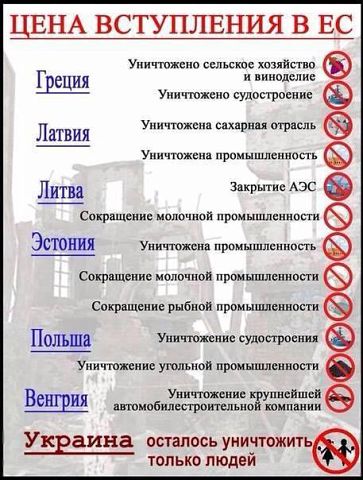 ЦЕНА ВСТУПЛЕНИЯ В ЕС
Греция
Уничтожено сельское хозяйство
и виноделие
Уничтожено судостроение
Латвия
Уничтожена сахарная отрасль
Уничтожена промышленность
Литва
Закрытие АЭС
Сокращение молочной промышленности
Эстония
Уничтожена промышленность
Сокращение молочной промышленности
Сокращение рыбной промышленности
Польша
Уничтожение судостроения
Уничтожение угольной промышленности
Венгрия
Уничтожение крупнейшей
автомобилестроительной компании
Украина осталось уничтожить
только людей